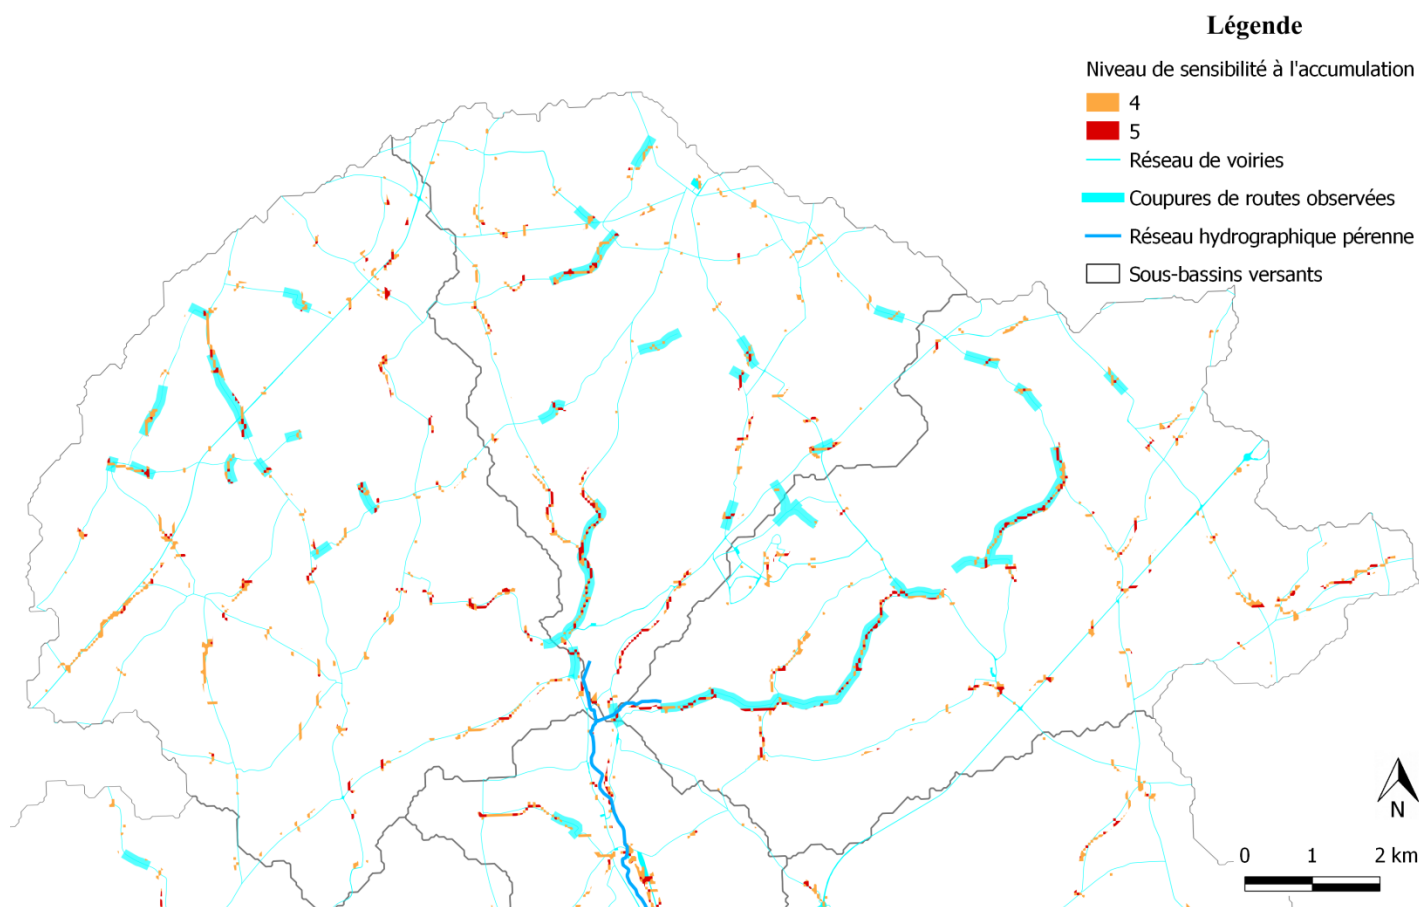 Légende
Niveau de sensibilité à l'accumulation
4
5
Réseau de voiries
Coupures de routes observées
Réseau hydrographique pérenne
Sous-bassins versants
N
0 1 2 km